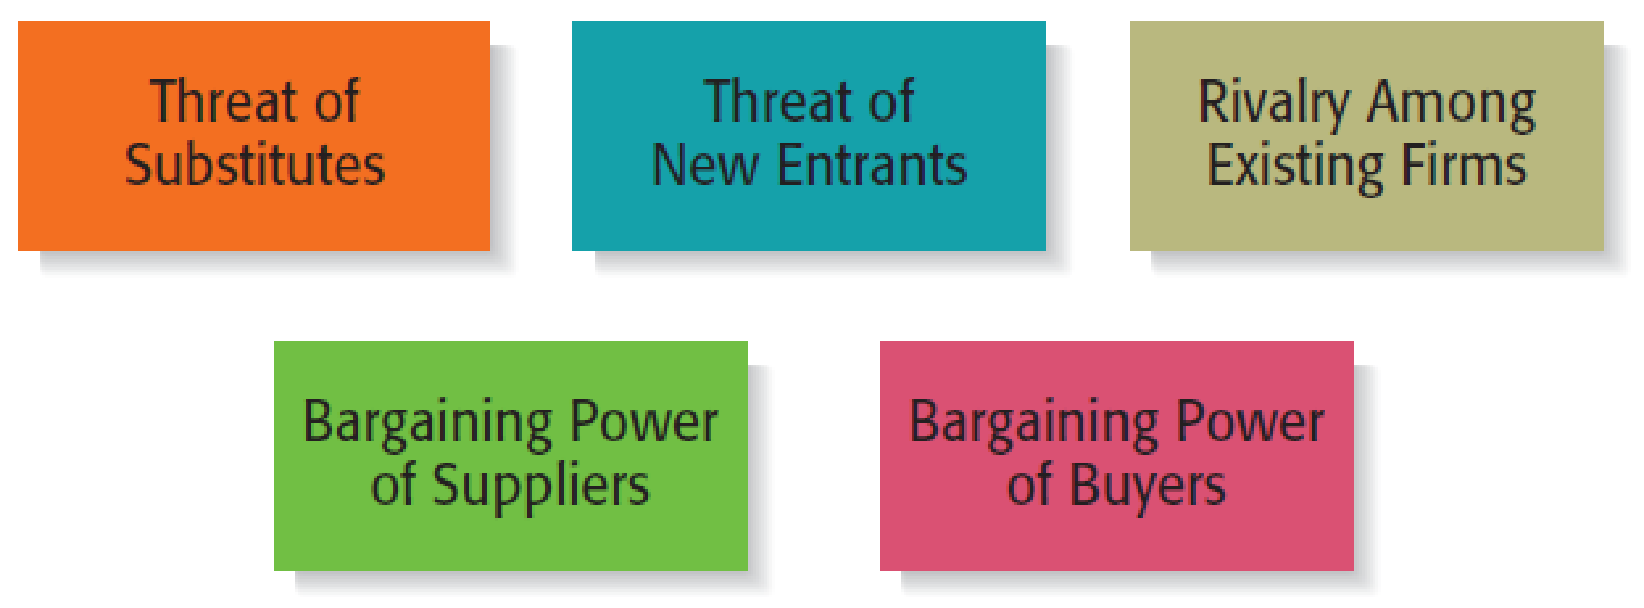 Threat of
Substitutes
Threat of
New Entrants
Rivalry Among
Existing Firms
Bargaining Power
of Suppliers
Bargaining Power
of Buyers